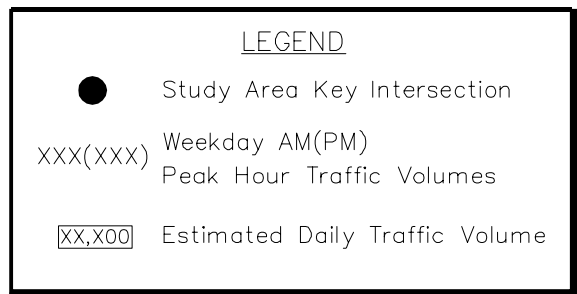 LEGEND
Study Area Key Intersection
XXX(XXX) Weekday AM(PM)
Peak Hour Traffic Volumes
XX,X00 Estimated Daily Traffic Volume